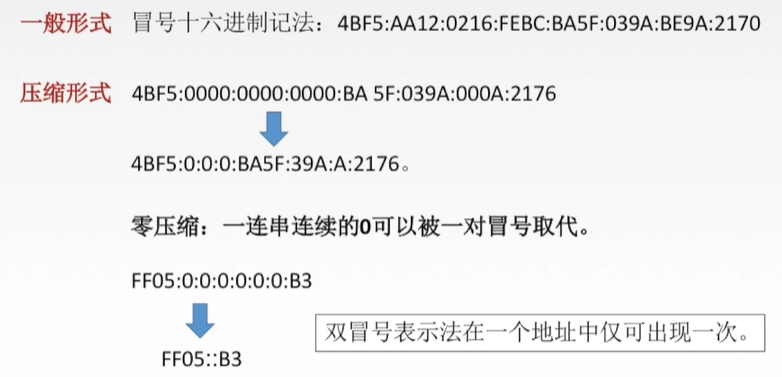 一般形式 冒号十六进制记法：4BF5:AA12:0216:FEBC:BA5F:039A:BE9A:2170
压缩形式 4BF5:0000:0000:0000:BA 5F:039A:000A:2176
4BF5:0:0:0:BA5F:39A:A:2176。
零压缩：一连串连续的0可以被一对冒号取代。
FF05:0:0:0:0:0:0:B3
双冒号表示法在一个地址中仅可出现一次。
FF05::B3